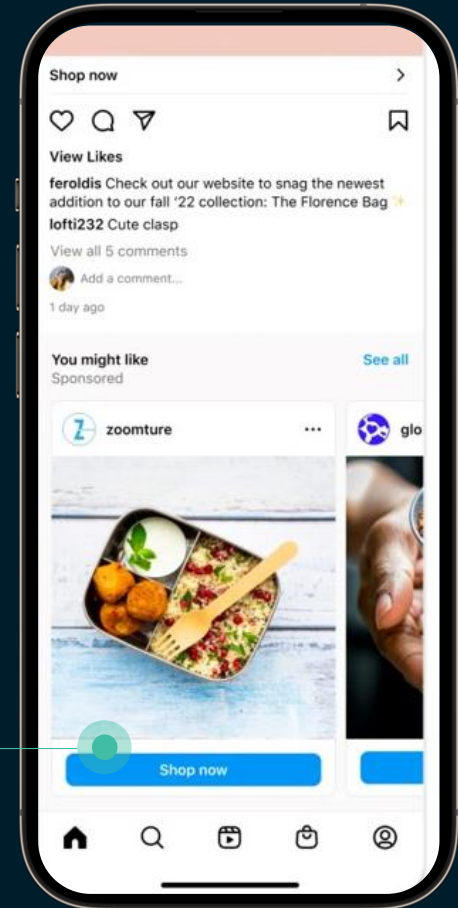 Shop now
View Likes
feroldis Check out our website to snag the newest
addition to our fall '22 collection: The Florence Bag ✨
lofti232 Cute clasp
View all 5 comments
Add a comment...
1 day ago
You might like
See all
Sponsored
Z
zoomture
glo
Shop now